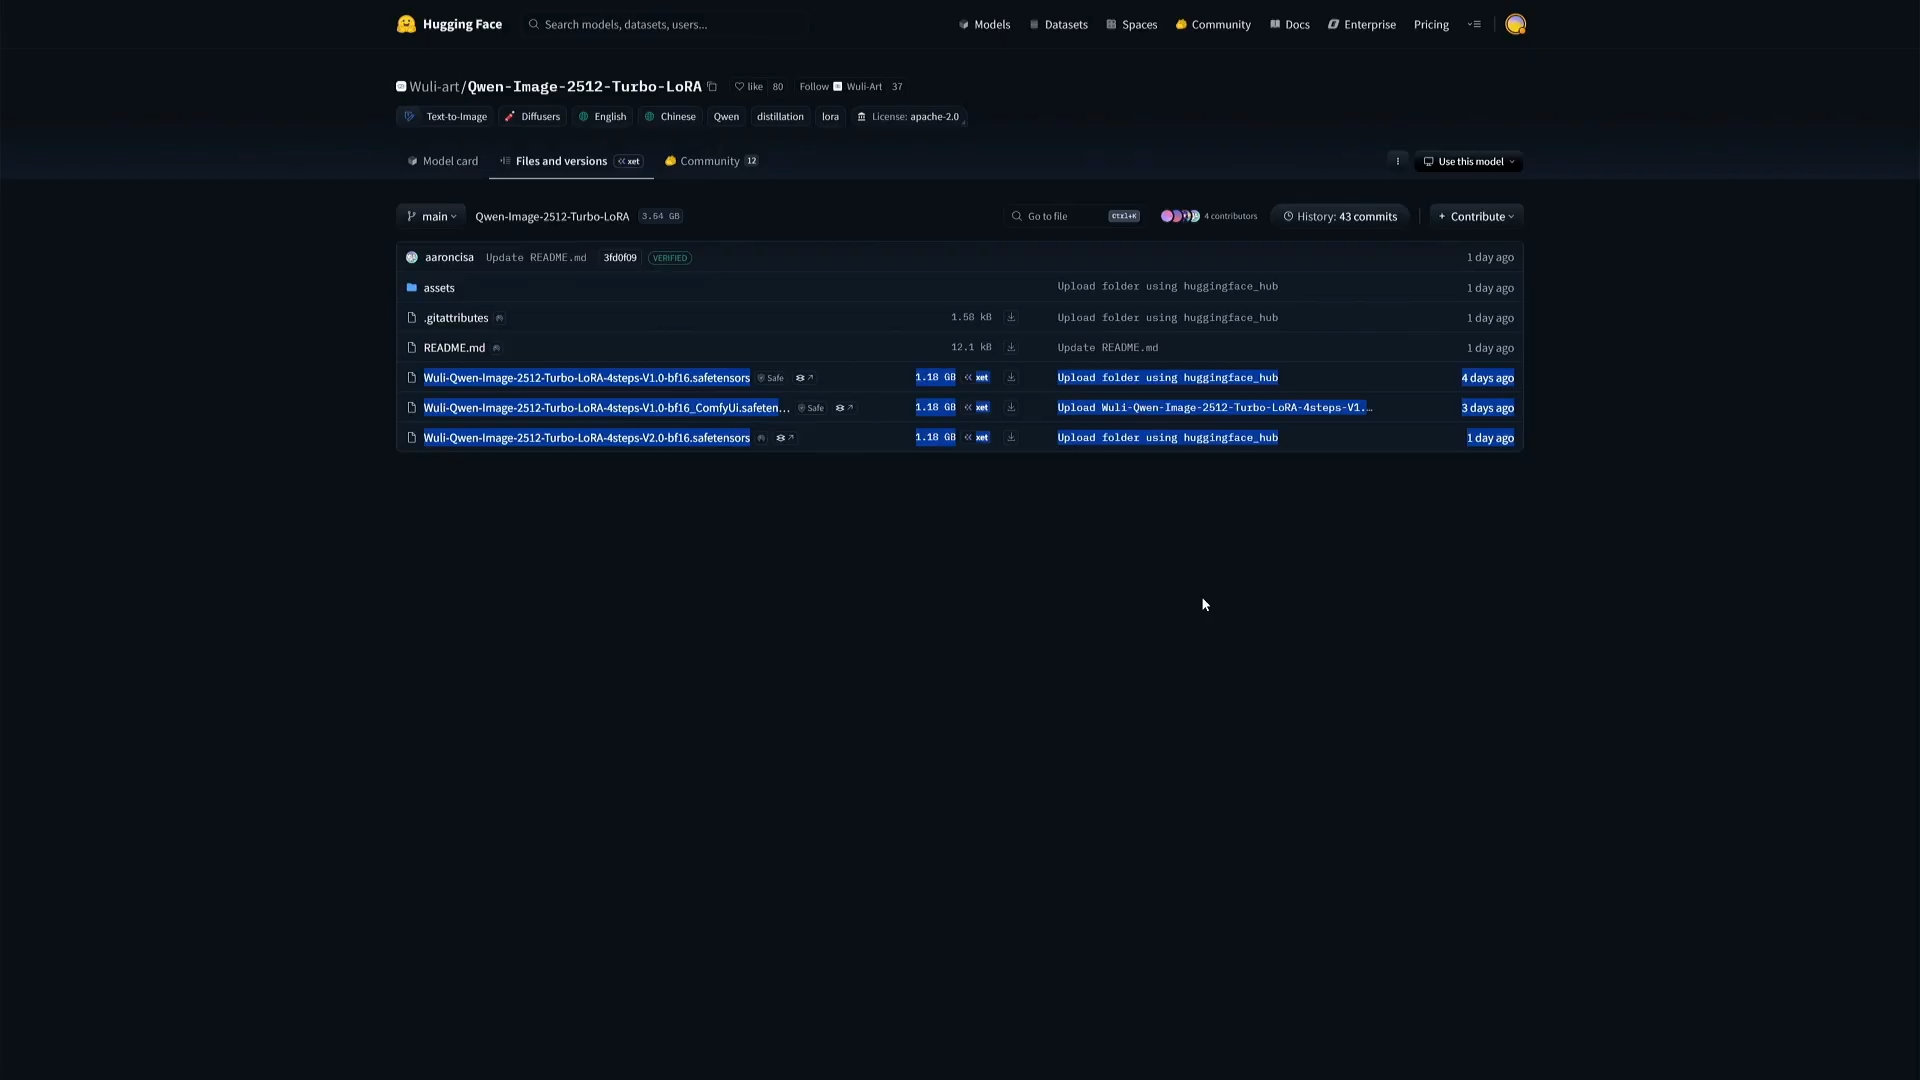 Hugging Face Search models, datasets, users... Models Datasets Spaces Community Docs Enterprise Pricing
Wuli-art/Qwen-Image-2512-Turbo-LoRA like 80 Follow Wuli-Art 37
Text-to-Image Diffusers English Chinese Qwen distillation lora License: apache-2.0
Model card Files and versions xet Community 12 Use this model
main Qwen-Image-2512-Turbo-LoRA 3.54 GB Go to file Ctrl+K 4 contributors History: 43 commits + Contribute
aaroncisa Update README.md 3fd0f09 VERIFIED 1 day ago
assets Upload folder using huggingface_hub 1 day ago
.gitattributes 1.58 kB Upload folder using huggingface_hub 1 day ago
README.md 12.1 kB Update README.md 1 day ago
Wuli-Qwen-Image-2512-Turbo-LoRA-4steps-V1.0-bf16.safetensors Safe 1.18 GB xet Upload folder using huggingface_hub 4 days ago
Wuli-Qwen-Image-2512-Turbo-LoRA-4steps-V1.0-bf16_ComfyUi.safeten... Safe 1.18 GB xet Upload Wuli-Qwen-Image-2512-Turbo-LoRA-4steps-V1.… 3 days ago
Wuli-Qwen-Image-2512-Turbo-LoRA-4steps-V2.0-bf16.safetensors 1.18 GB xet Upload folder using huggingface_hub 1 day ago